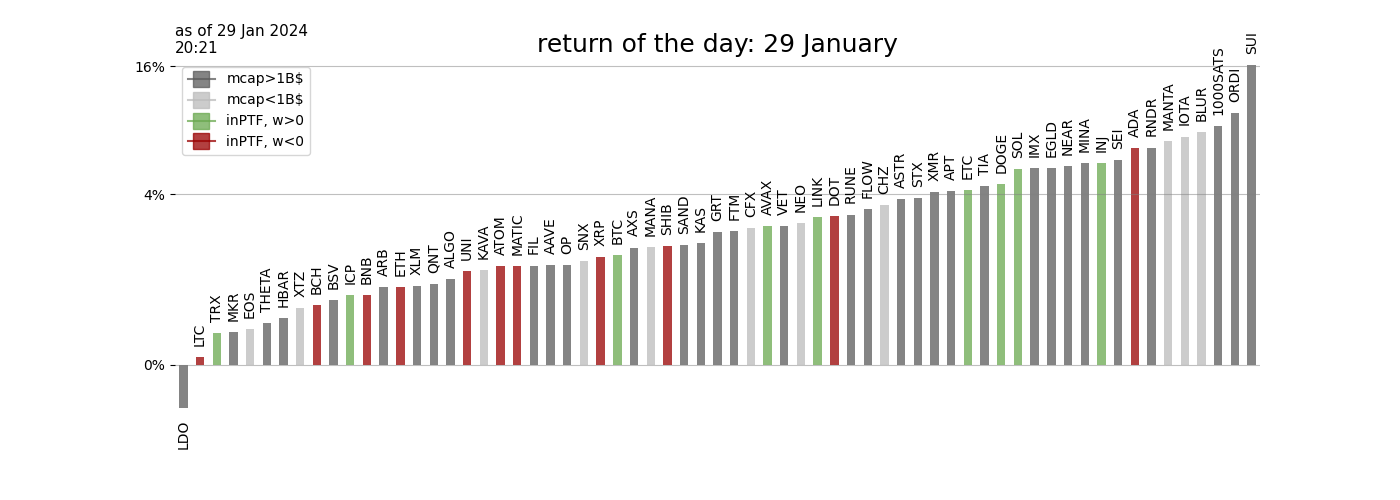 as of 29 Jan 2024
20:21
return of the day: 29 January
16%
4%
0%
mcap>1B$
mcap<1B$
inPTF, w>0
inPTF, w<0
LDO
LTC
TRX
MKR
EOS
THETA
HBAR
XTZ
BCH
BSV
ICP
BNB
ARB
ETH
XLM
QNT
ALGO
UNI
KAVA
ATOM
MATIC
FIL
AAVE
OP
SNX
XRP
BTC
AXS
MANA
SHIB
SAND
KAS
GRT
FTM
CFX
AVAX
VET
NEO
LINK
DOT
RUNE
FLOW
CHZ
ASTR
STX
XMR
APT
ETC
TIA
DOGE
SOL
IMX
EGLD
NEAR
MINA
INJ
SEI
ADA
RNDR
MANTA
IOTA
BLUR
1000SATS
ORDI
SUI